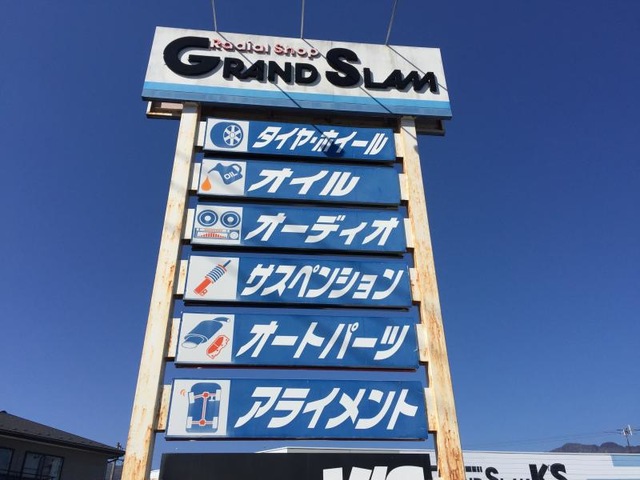 Radial Shop
GRAND SLAM
タイヤ・ホイール
OIL
オイル
オーディオ
サスペンション
オートパーツ
アライメント
SLAM KS